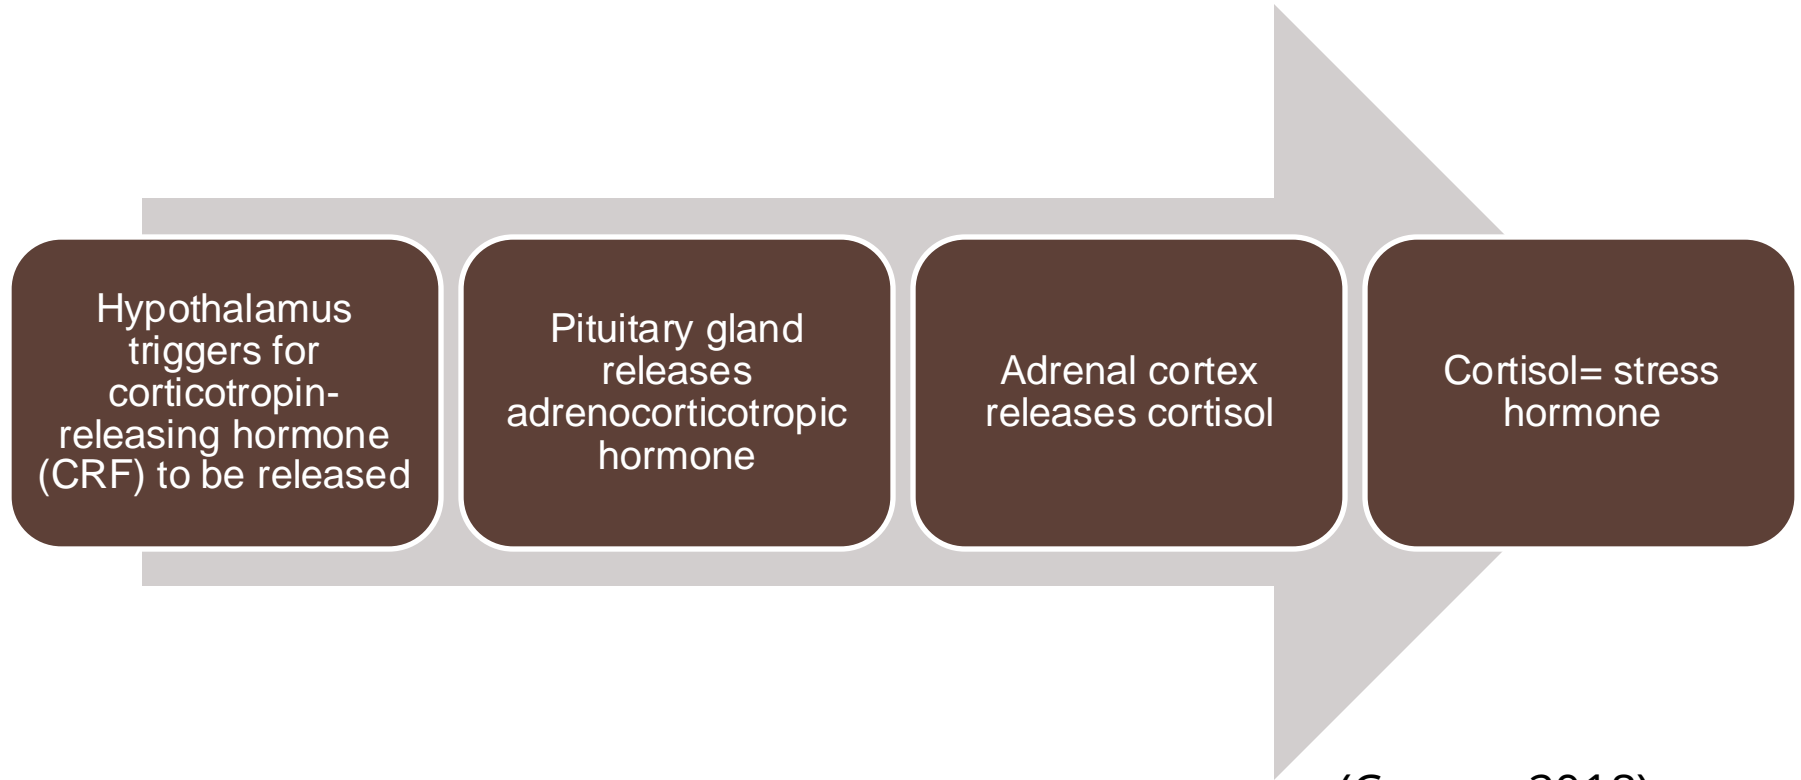 Hypothalamus
triggers for
corticotropin-
releasing hormone
(CRF) to be released
Pituitary gland
releases
adrenocorticotropic
hormone
Adrenal cortex
releases cortisol
Cortisol= stress
hormone
2018)